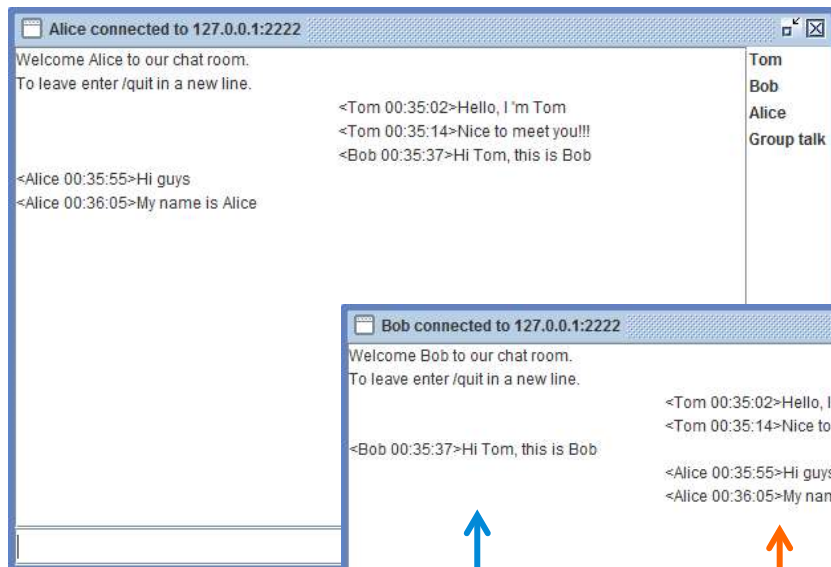 Alice connected to 127.0.0.1:2222
Welcome Alice to our chat room.
To leave enter /quit in a new line.
<Tom 00:35:02>Hello, I 'm Tom
<Tom 00:35:14>Nice to meet you!!!
<Bob 00:35:37>Hi Tom, this is Bob
<Alice 00:35:55>Hi guys
<Alice 00:36:05>My name is Alice
Tom
Bob
Alice
Group talk
Bob connected to 127.0.0.1:2222
Welcome Bob to our chat room.
To leave enter /quit in a new line.
<Tom 00:35:02>Hello, I
<Tom 00:35:14>Nice to
<Bob 00:35:37>Hi Tom, this is Bob
<Alice 00:35:55>Hi guys
<Alice 00:36:05>My nam